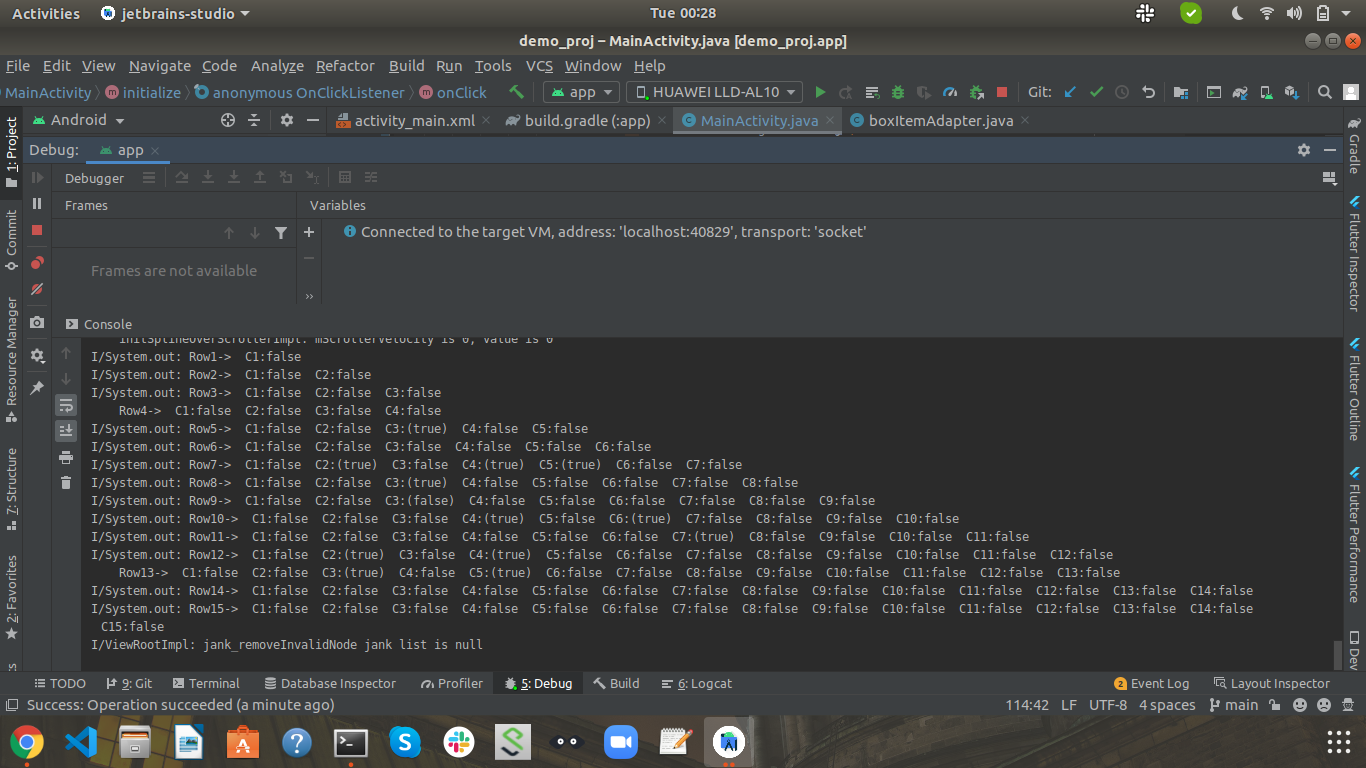 Activities jetbrains-studio Tue 00:28
demo_proj – MainActivity.java [demo_proj.app]
File Edit View Navigate Code Analyze Refactor Build Run Tools VCS Window Help
MainActivity initialize anonymous OnClickListener onClick app HUAWEI LLD-AL10 Git:
Android activity_main.xml build.gradle (:app) MainActivity.java boxItemAdapter.java
Debug: app
Debugger
Frames Variables
Connected to the target VM, address: 'localhost:40829', transport: 'socket'
Frames are not available
Console
initSplineOverScrollerImpl: mScrollerVelocity is 0, value is 0
I/System.out: Row1-> C1:false
I/System.out: Row2-> C1:false C2:false
I/System.out: Row3-> C1:false C2:false C3:false
Row4-> C1:false C2:false C3:false C4:false
I/System.out: Row5-> C1:false C2:false C3:(true) C4:false C5:false
I/System.out: Row6-> C1:false C2:false C3:false C4:false C5:false C6:false
I/System.out: Row7-> C1:false C2:(true) C3:false C4:(true) C5:(true) C6:false C7:false
I/System.out: Row8-> C1:false C2:false C3:(true) C4:false C5:false C6:false C7:false C8:false
I/System.out: Row9-> C1:false C2:false C3:(false) C4:false C5:false C6:false C7:false C8:false C9:false
I/System.out: Row10-> C1:false C2:false C3:false C4:(true) C5:false C6:(true) C7:false C8:false C9:false C10:false
I/System.out: Row11-> C1:false C2:false C3:false C4:false C5:false C6:false C7:(true) C8:false C9:false C10:false C11:false
I/System.out: Row12-> C1:false C2:(true) C3:false C4:(true) C5:false C6:false C7:false C8:false C9:false C10:false C11:false C12:false
Row13-> C1:false C2:false C3:(true) C4:false C5:(true) C6:false C7:false C8:false C9:false C10:false C11:false C12:false C13:false
I/System.out: Row14-> C1:false C2:false C3:false C4:false C5:false C6:false C7:false C8:false C9:false C10:false C11:false C12:false C13:false C14:false
I/System.out: Row15-> C1:false C2:false C3:false C4:false C5:false C6:false C7:false C8:false C9:false C10:false C11:false C12:false C13:false C14:false
C15:false
I/ViewRootImpl: jank_removeInvalidNode jank list is null
1: Project
Commit
Resource Manager
7: Structure
2: Favorites
Gradle
Flutter Inspector
Flutter Outline
Flutter Performance
TODO 9: Git Terminal Database Inspector Profiler 5: Debug Build 6: Logcat 2 Event Log Layout Inspector
Success: Operation succeeded (a minute ago) 114:42 LF UTF-8 4 spaces main